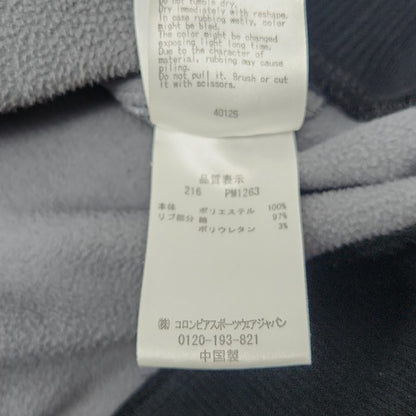 Do not tumble dry.
Dry immediately with reshape.
In case rubbing wetly, color
might be bled.
The color might be changed
exposing light long time.
Due to the character of
material, rubbing may cause
piling.
Do not pull it. Brush or cut
it with scissors.
40129
品質表示
216 PM1263
本体 ポリエステル 100%
リブ部分 綿 97%
ポリウレタン 3%
(株) コロンビアスポーツウェアジャパン
0120-193-821
中国製